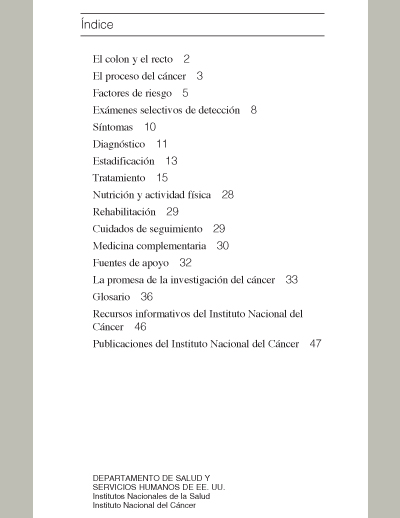 Índice
El colon y el recto 2
El proceso del cáncer 3
Factores de riesgo 5
Exámenes selectivos de detección 8
Síntomas 10
Diagnóstico 11
Estadificación 13
Tratamiento 15
Nutrición y actividad física 28
Rehabilitación 29
Cuidados de seguimiento 29
Medicina complementaria 30
Fuentes de apoyo 32
La promesa de la investigación del cáncer 33
Glosario 36
Recursos informativos del Instituto Nacional del
Cáncer 46
Publicaciones del Instituto Nacional del Cáncer 47
DEPARTAMENTO DE SALUD Y
SERVICIOS HUMANOS DE EE. UU.
Institutos Nacionales de la Salud
Instituto Nacional del Cáncer